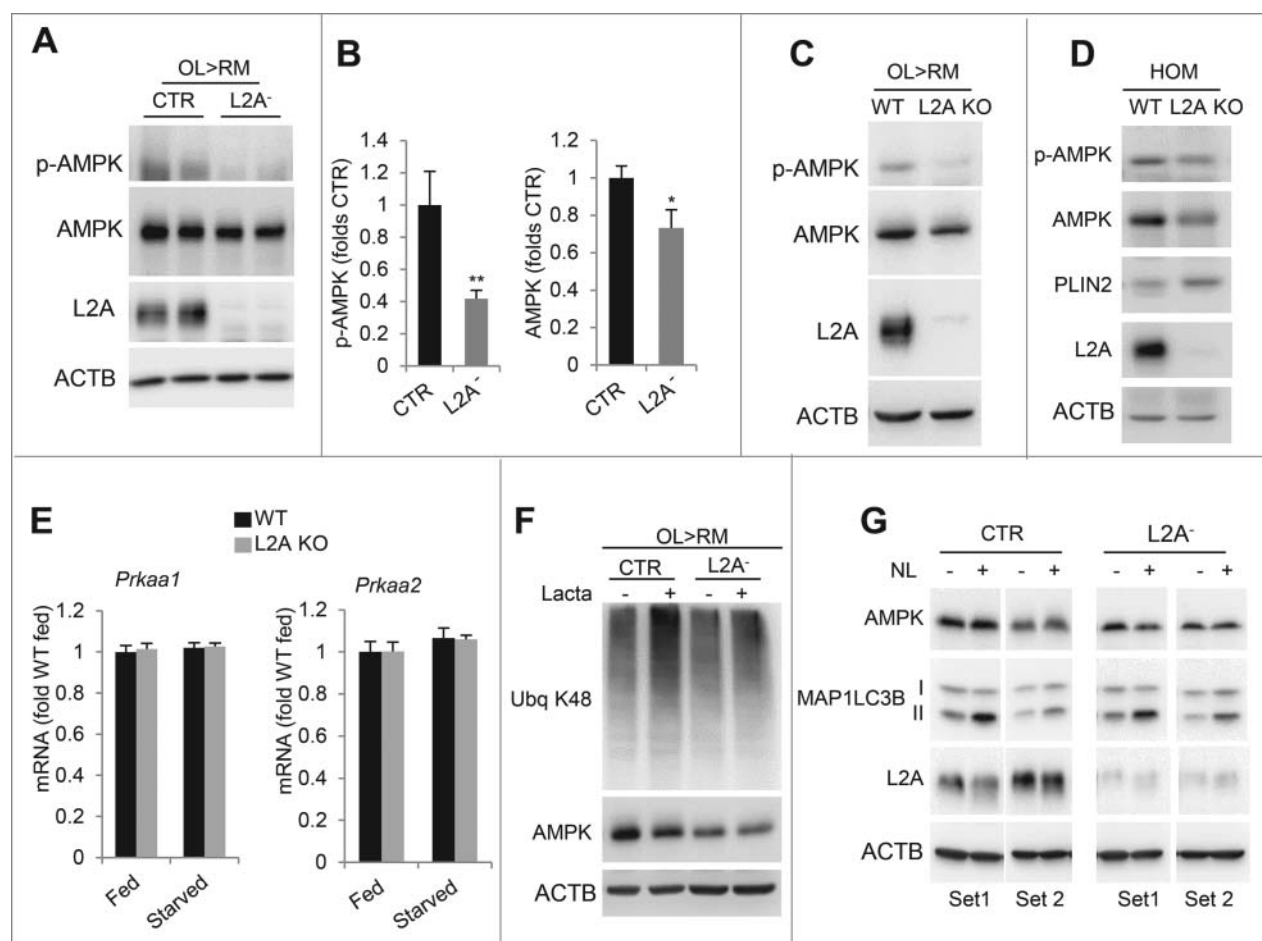 A
OL>RM
CTR L2A-
p-AMPK
AMPK
L2A
ACTB
B
p-AMPK (folds CTR)
1.4
1.2
1
0.8
0.6
0.4
0.2
0
**
CTR L2A-
AMPK (folds CTR)
1.2
1
0.8
0.6
0.4
0.2
0
*
CTR L2A-
C
OL>RM
WT L2A KO
p-AMPK
AMPK
L2A
ACTB
D
HOM
WT L2A KO
p-AMPK
AMPK
PLIN2
L2A
ACTB
E
WT
L2A KO
Prkaa1
mRNA (fold WT fed)
1.2
1
0.8
0.6
0.4
0.2
0
Fed Starved
Prkaa2
mRNA (fold WT fed)
1.2
1
0.8
0.6
0.4
0.2
0
Fed Starved
F
OL>RM
CTR L2A-
Lacta - + - +
Ubq K48
AMPK
ACTB
G
CTR L2A-
NL - + - + - + - +
AMPK
MAP1LC3B I
II
L2A
ACTB
Set1 Set 2 Set1 Set 2